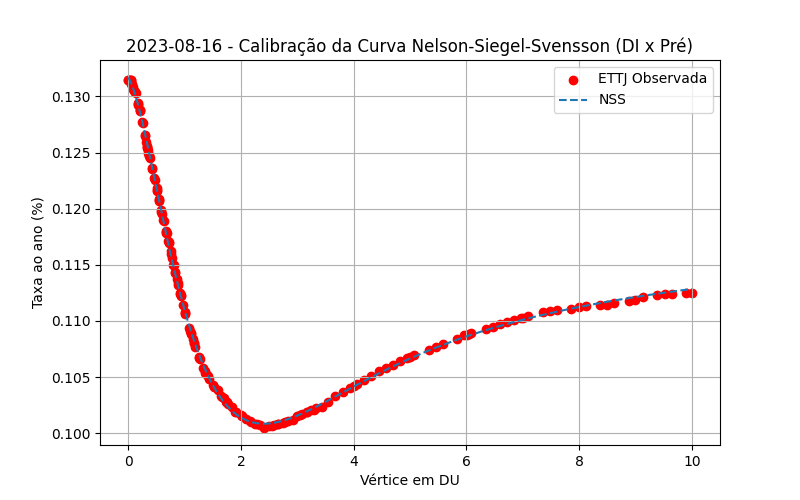 2023-08-16 - Calibração da Curva Nelson-Siegel-Svensson (DI x Pré)
ETTJ Observada
NSS
Taxa ao ano (%)
0.130
0.125
0.120
0.115
0.110
0.105
0.100
0 2 4 6 8 10
Vértice em DU